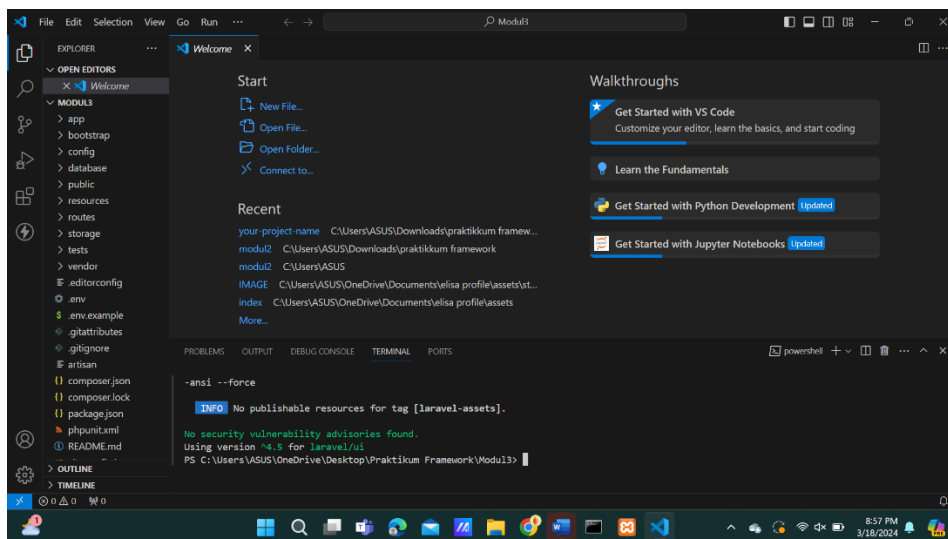 File Edit Selection View Go Run ··· Modul3
EXPLORER ···
OPEN EDITORS
Welcome
MODUL3
app
bootstrap
config
database
public
resources
routes
storage
tests
vendor
.editorconfig
.env
.env.example
.gitattributes
.gitignore
artisan
composer.json
composer.lock
package.json
phpunit.xml
README.md
OUTLINE
TIMELINE
Welcome
Start
New File...
Open File...
Open Folder...
Connect to...
Recent
your-project-name C:\Users\ASUS\Downloads\praktikkum framew...
modul2 C:\Users\ASUS\Downloads\praktikkum framework
modul2 C:\Users\ASUS
IMAGE C:\Users\ASUS\OneDrive\Documents\elisa profile\assets\st...
index C:\Users\ASUS\OneDrive\Documents\elisa profile\assets
More...
Walkthroughs
Get Started with VS Code
Customize your editor, learn the basics, and start coding
Learn the Fundamentals
Get Started with Python Development Updated
Get Started with Jupyter Notebooks Updated
PROBLEMS OUTPUT DEBUG CONSOLE TERMINAL PORTS powershell
-ansi --force
INFO No publishable resources for tag [laravel-assets].
No security vulnerability advisories found.
Using version ^4.5 for laravel/ui
PS C:\Users\ASUS\OneDrive\Desktop\Praktikum Framework\Modul3>
0 0 0
8:57 PM
3/18/2024